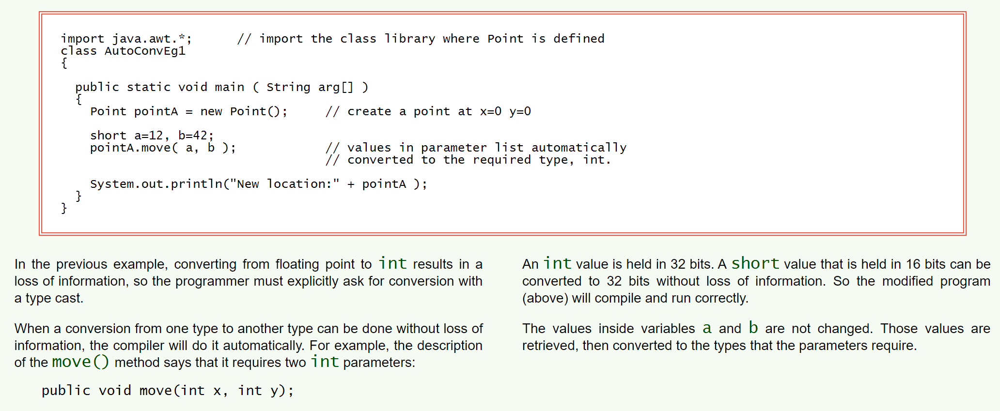 import java.awt.*;      // import the class library where Point is defined
class AutoConvEg1
{
  public static void main ( String arg[] )
  {
    Point pointA = new Point();     // create a point at x=0 y=0
    short a=12, b=42;
    pointA.move( a, b );            // values in parameter list automatically
                                    // converted to the required type, int.
    System.out.println("New location:" + pointA );
  }
}
In the previous example, converting from floating point to int results in a
loss of information, so the programmer must explicitly ask for conversion with
a type cast.
When a conversion from one type to another type can be done without loss of
information, the compiler will do it automatically. For example, the description
of the move() method says that it requires two int parameters:
public void move(int x, int y);
An int value is held in 32 bits. A short value that is held in 16 bits can be
converted to 32 bits without loss of information. So the modified program
(above) will compile and run correctly.
The values inside variables a and b are not changed. Those values are
retrieved, then converted to the types that the parameters require.